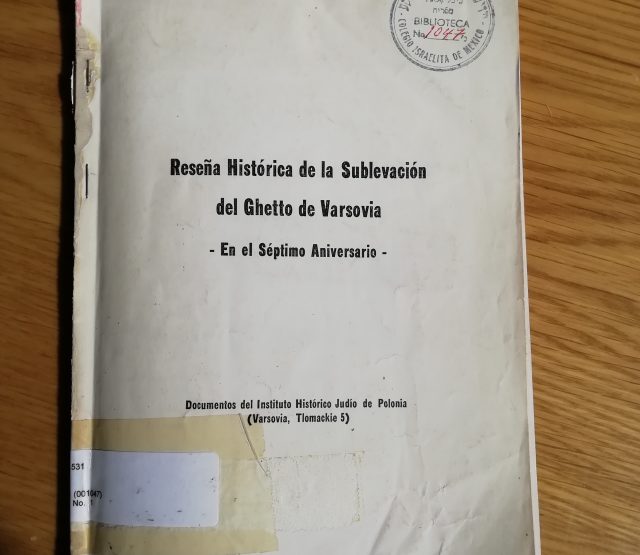 BIBLIOTECA
No. 1047
COLEGIO ISRAELITA DE MEXICO
Reseña Histórica de la Sublevación
del Ghetto de Varsovia
- En el Séptimo Aniversario -
Documentos del Instituto Histórico Judío de Polonia
(Varsovia, Tlomackie 5)
531
(001047)
No. 1